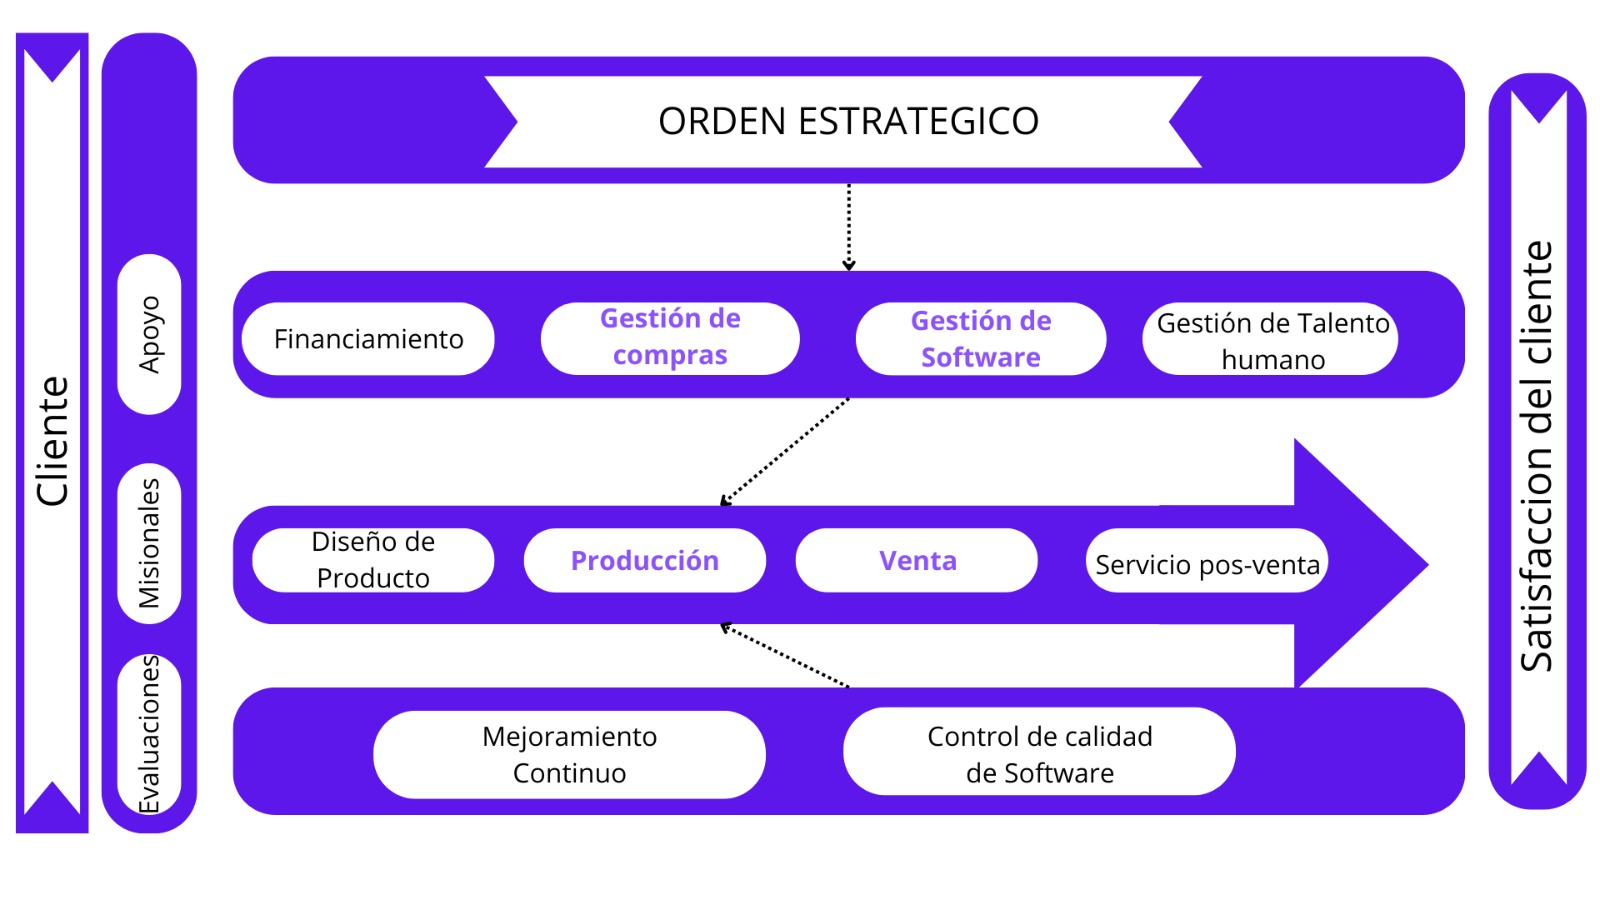 Cliente
Apoyo
Misionales
Evaluaciones
ORDEN ESTRATEGICO
Financiamiento
Gestión de
compras
Gestión de
Software
Gestión de Talento
humano
Diseño de
Producto
Producción
Venta
Servicio pos-venta
Mejoramiento
Continuo
Control de calidad
de Software
Satisfaccion del cliente